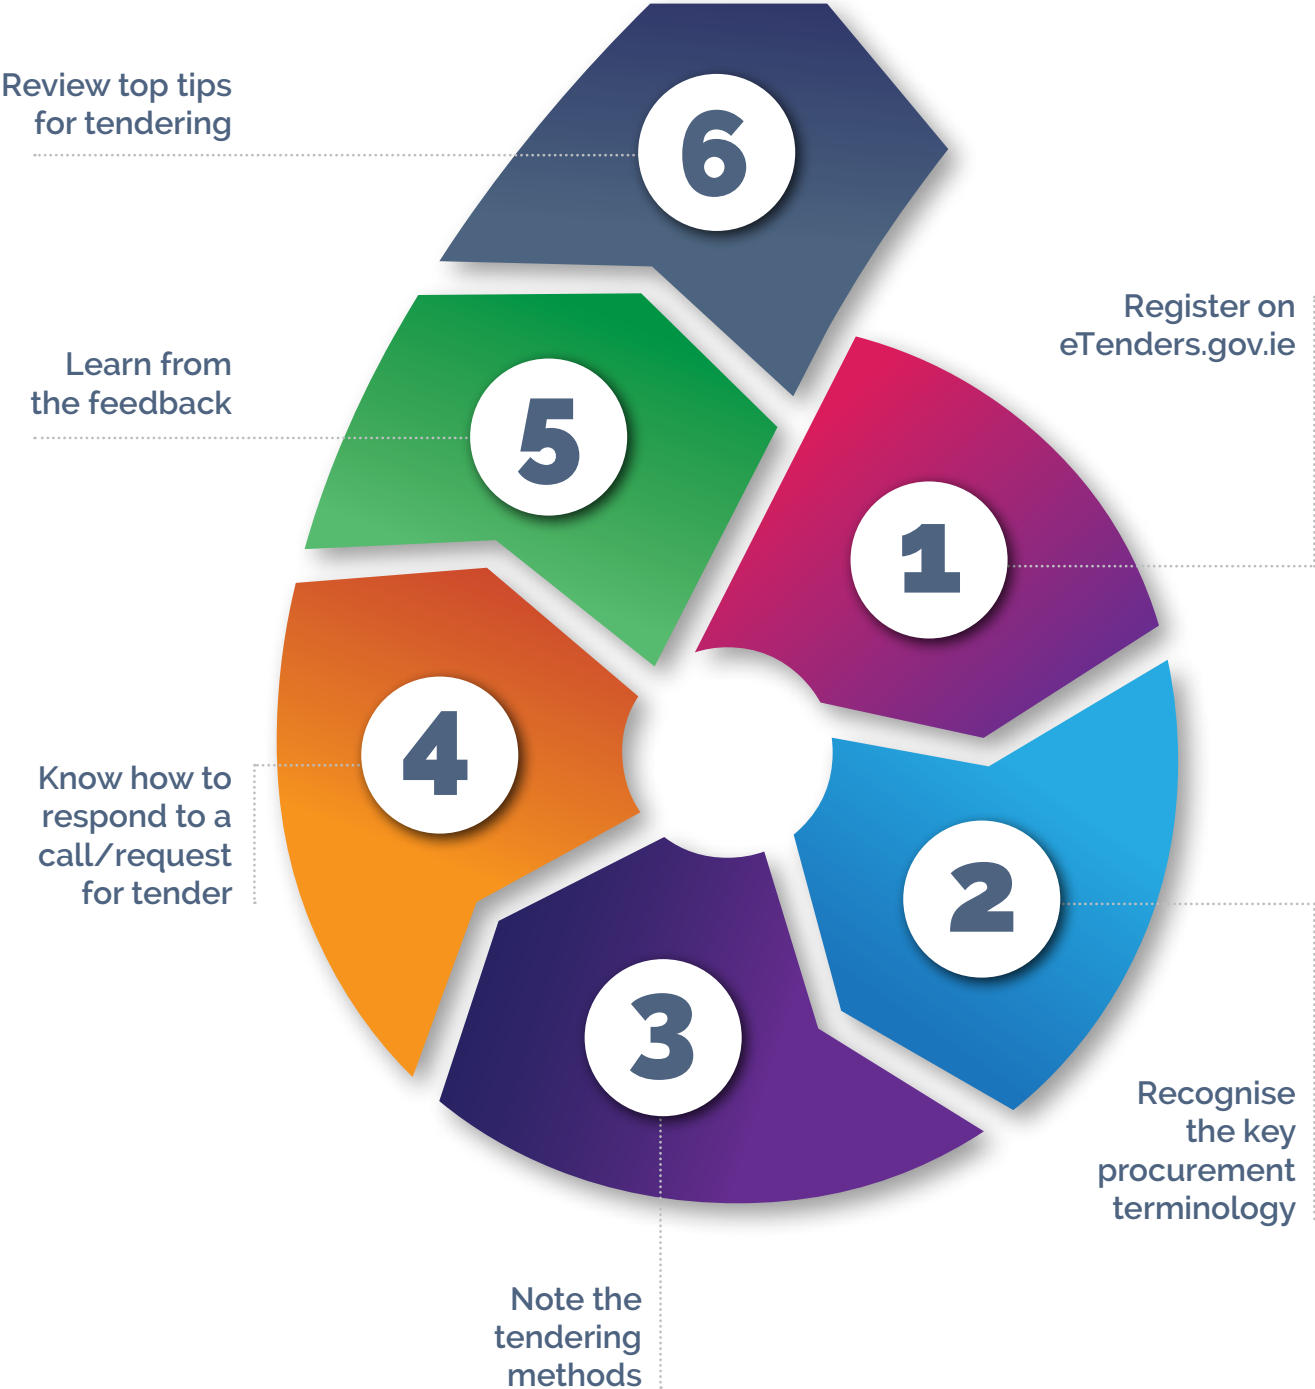 6
Review top tips
for tendering
Register on
eTenders.gov.ie
5
Learn from
the feedback
1
4
Know how to
respond to a
call/request
for tender
2
Recognise
the key
procurement
terminology
3
Note the
tendering
methods